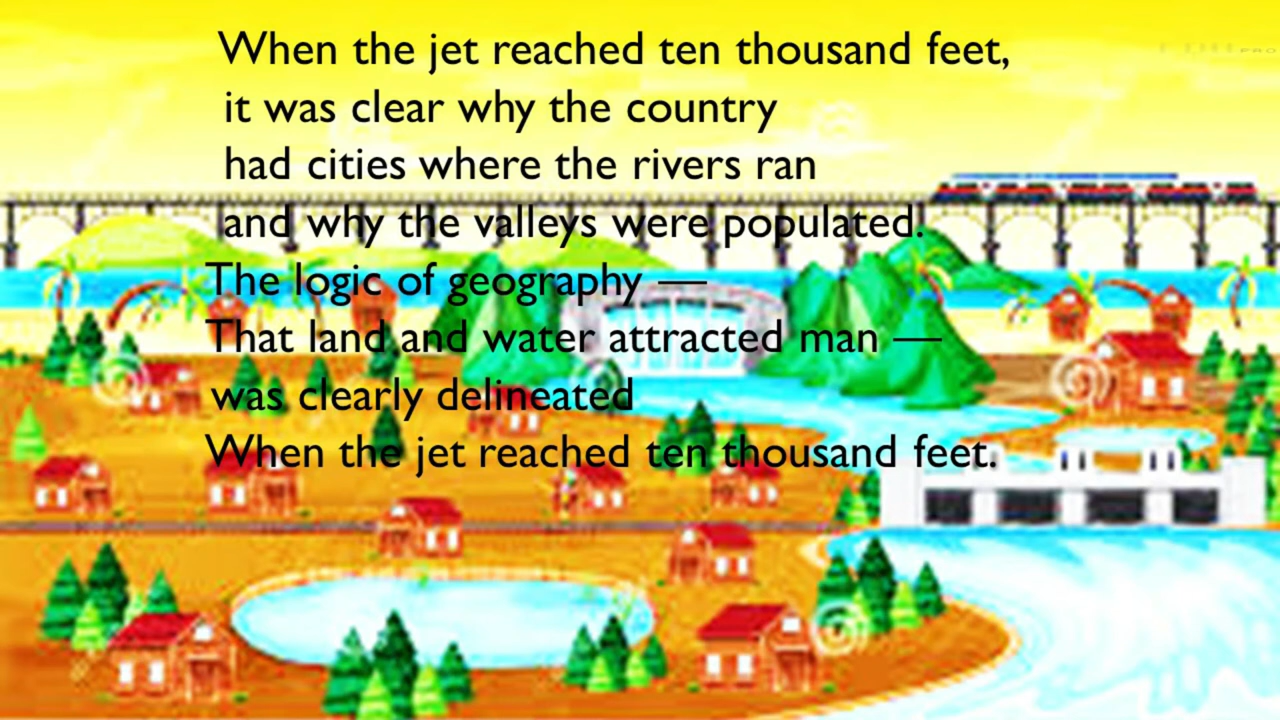 When the jet reached ten thousand feet,
it was clear why the country
had cities where the rivers ran
and why the valleys were populated.
The logic of geography —
That land and water attracted man —
was clearly delineated
When the jet reached ten thousand feet.